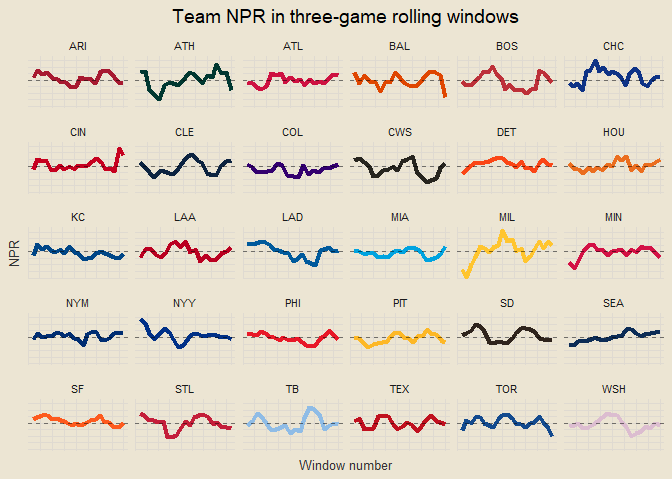 Team NPR in three-game rolling windows
ARI ATH ATL BAL BOS CHC
CIN CLE COL CWS DET HOU
KC LAA LAD MIA MIL MIN
NPR
NYM NYY PHI PIT SD SEA
SF STL TB TEX TOR WSH
Window number